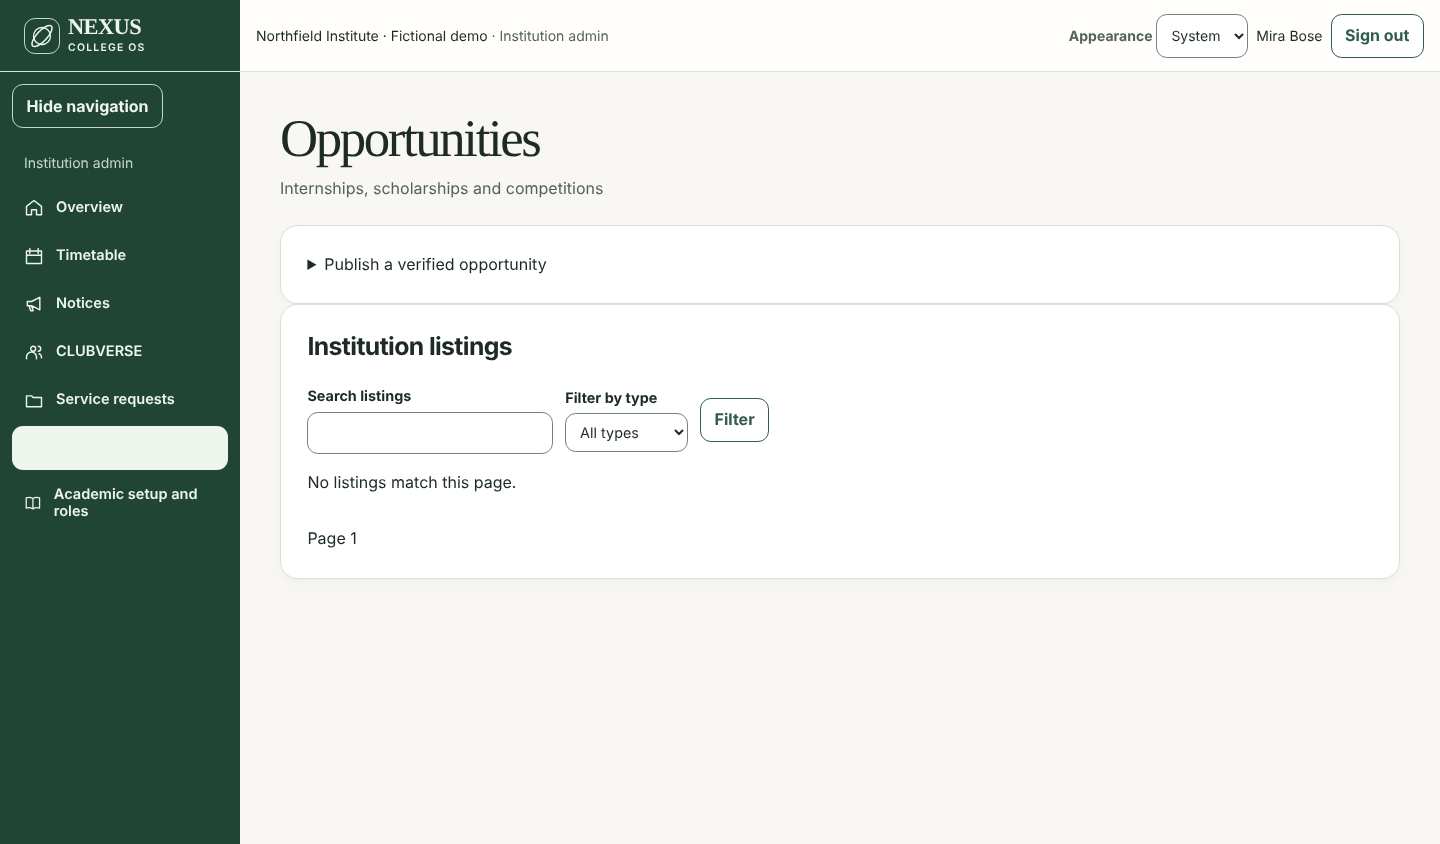 NEXUS
COLLEGE OS
Northfield Institute · Fictional demo · Institution admin
Appearance
System
Mira Bose
Sign out
Hide navigation
Institution admin
Overview
Timetable
Notices
CLUBVERSE
Service requests
Academic setup and
roles
Opportunities
Internships, scholarships and competitions
Publish a verified opportunity
Institution listings
Search listings
Filter by type
All types
Filter
No listings match this page.
Page 1